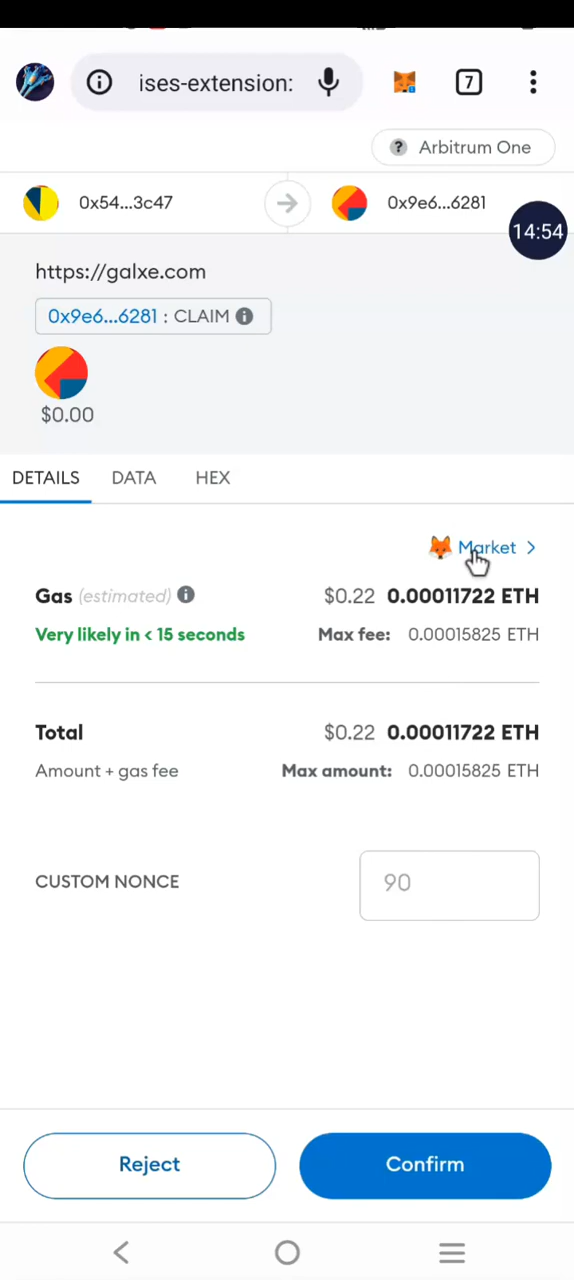 ises-extension:
7
? Arbitrum One
0x54...3c47
0x9e6...6281
14:54
https://galxe.com
0x9e6...6281 : CLAIM
$0.00
DETAILS DATA HEX
Market >
Gas (estimated) $0.22 0.00011722 ETH
Very likely in < 15 seconds Max fee: 0.00015825 ETH
Total $0.22 0.00011722 ETH
Amount + gas fee Max amount: 0.00015825 ETH
CUSTOM NONCE 90
Reject Confirm